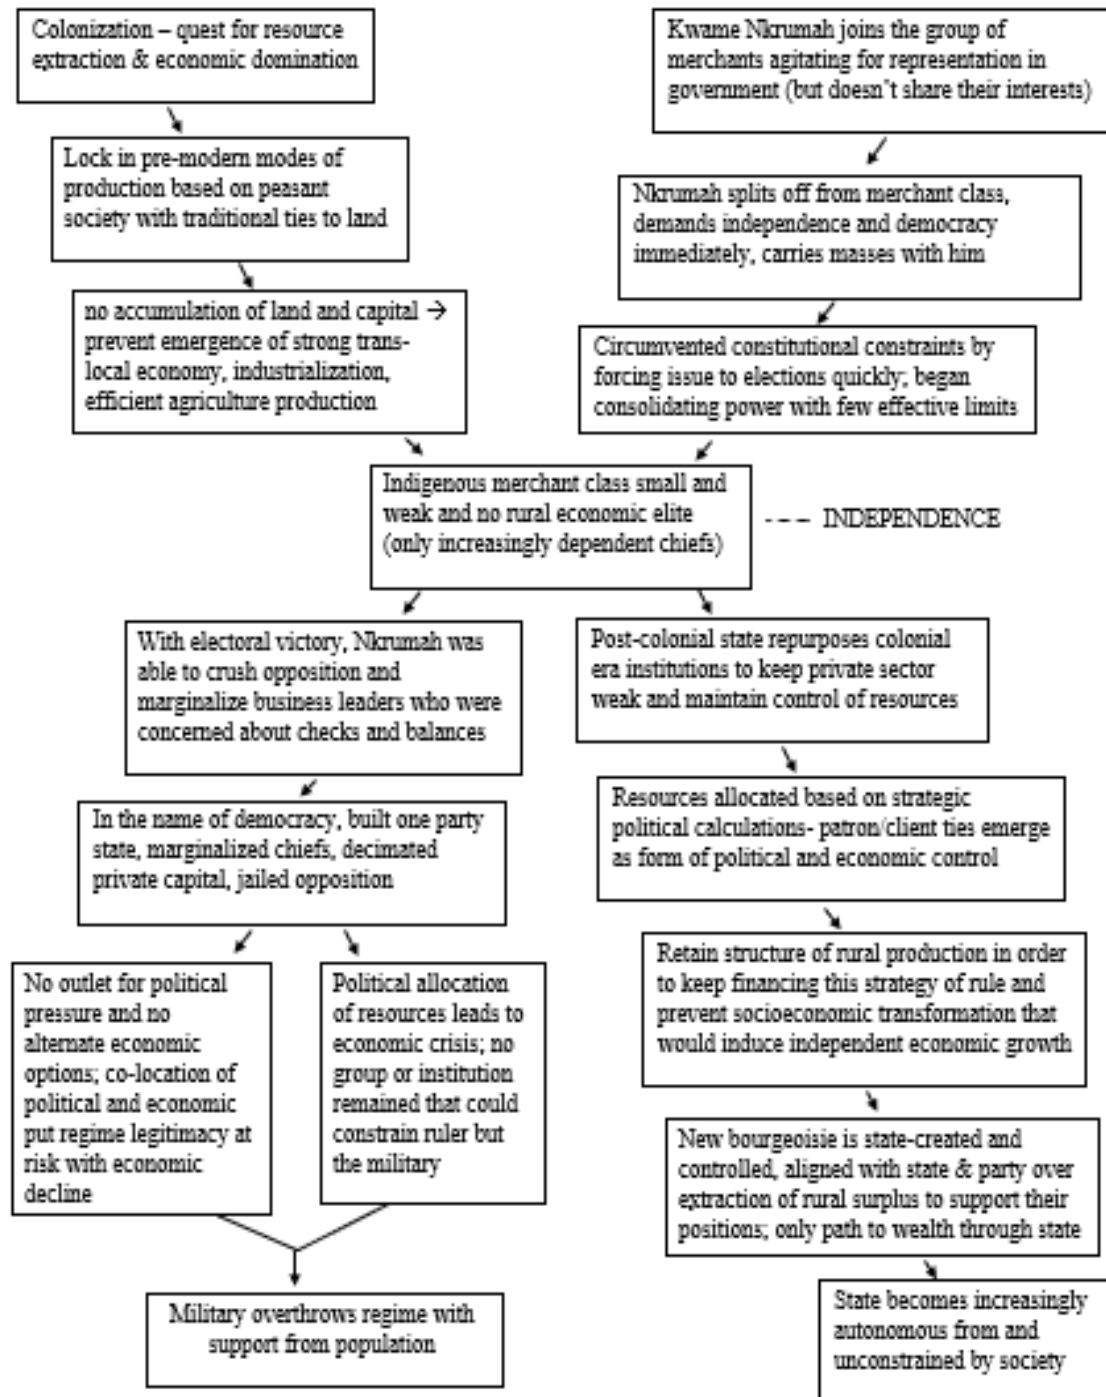 Colonization – quest for resource
extraction & economic domination
Kwame Nkrumah joins the group of
merchants agitating for representation in
government (but doesn't share their interests)
Lock in pre-modern modes of
production based on peasant
society with traditional ties to land
Nkrumah splits off from merchant class,
demands independence and democracy
immediately, carries masses with him
no accumulation of land and capital →
prevent emergence of strong trans-
local economy, industrialization,
efficient agriculture production
Circumvented constitutional constraints by
forcing issue to elections quickly; began
consolidating power with few effective limits
Indigenous merchant class small and
weak and no rural economic elite
(only increasingly dependent chiefs)
---- INDEPENDENCE
With electoral victory, Nkrumah was
able to crush opposition and
marginalize business leaders who were
concerned about checks and balances
Post-colonial state repurposes colonial
era institutions to keep private sector
weak and maintain control of resources
In the name of democracy, built one party
state, marginalized chiefs, decimated
private capital, jailed opposition
Resources allocated based on strategic
political calculations- patron/client ties emerge
as form of political and economic control
No outlet for political
pressure and no
alternate economic
options; co-location of
political and economic
put regime legitimacy at
risk with economic
decline
Political allocation
of resources leads to
economic crisis; no
group or institution
remained that could
constrain ruler but
the military
Retain structure of rural production in order
to keep financing this strategy of rule and
prevent socioeconomic transformation that
would induce independent economic growth
New bourgeoisie is state-created and
controlled, aligned with state & party over
extraction of rural surplus to support their
positions; only path to wealth through state
Military overthrows regime with
support from population
State becomes increasingly
autonomous from and
unconstrained by society